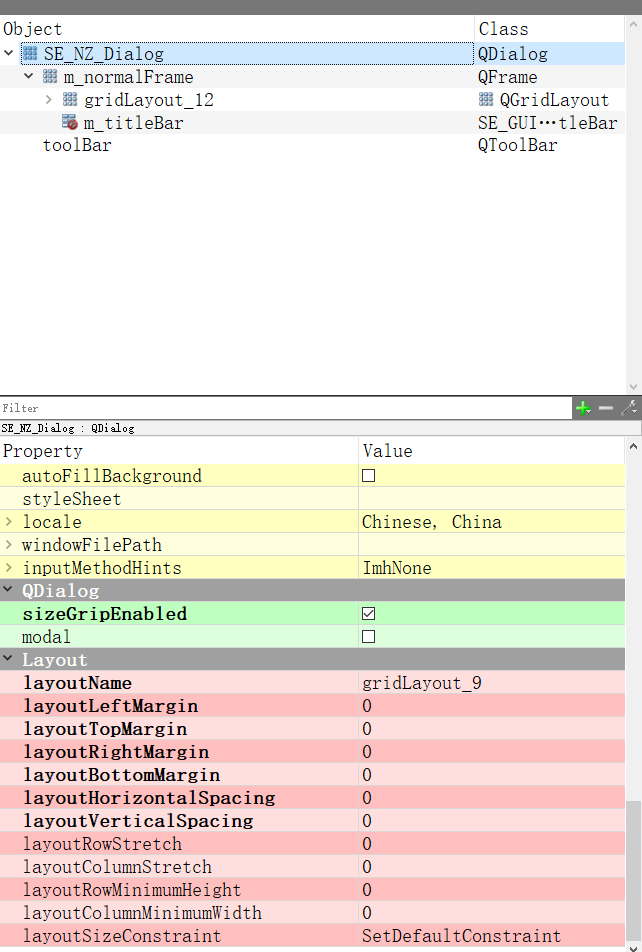 Object Class
SE_NZ_Dialog QDialog
m_normalFrame QFrame
gridLayout_12 QGridLayout
m_titleBar SE_GUI⋯tleBar
toolBar QToolBar
Filter
SE_NZ_Dialog : QDialog
Property Value
autoFillBackground
styleSheet
locale Chinese, China
windowFilePath
inputMethodHints ImhNone
QDialog
sizeGripEnabled
modal
Layout
layoutName gridLayout_9
layoutLeftMargin 0
layoutTopMargin 0
layoutRightMargin 0
layoutBottomMargin 0
layoutHorizontalSpacing 0
layoutVerticalSpacing 0
layoutRowStretch 0
layoutColumnStretch 0
layoutRowMinimumHeight 0
layoutColumnMinimumWidth 0
layoutSizeConstraint SetDefaultConstraint